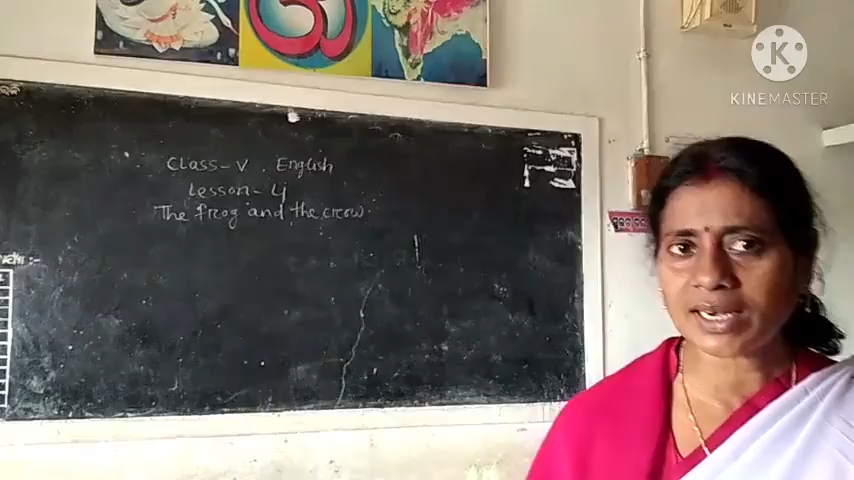 KINEMASTER
Class-V. English
Lesson-4
The frog and the crow.